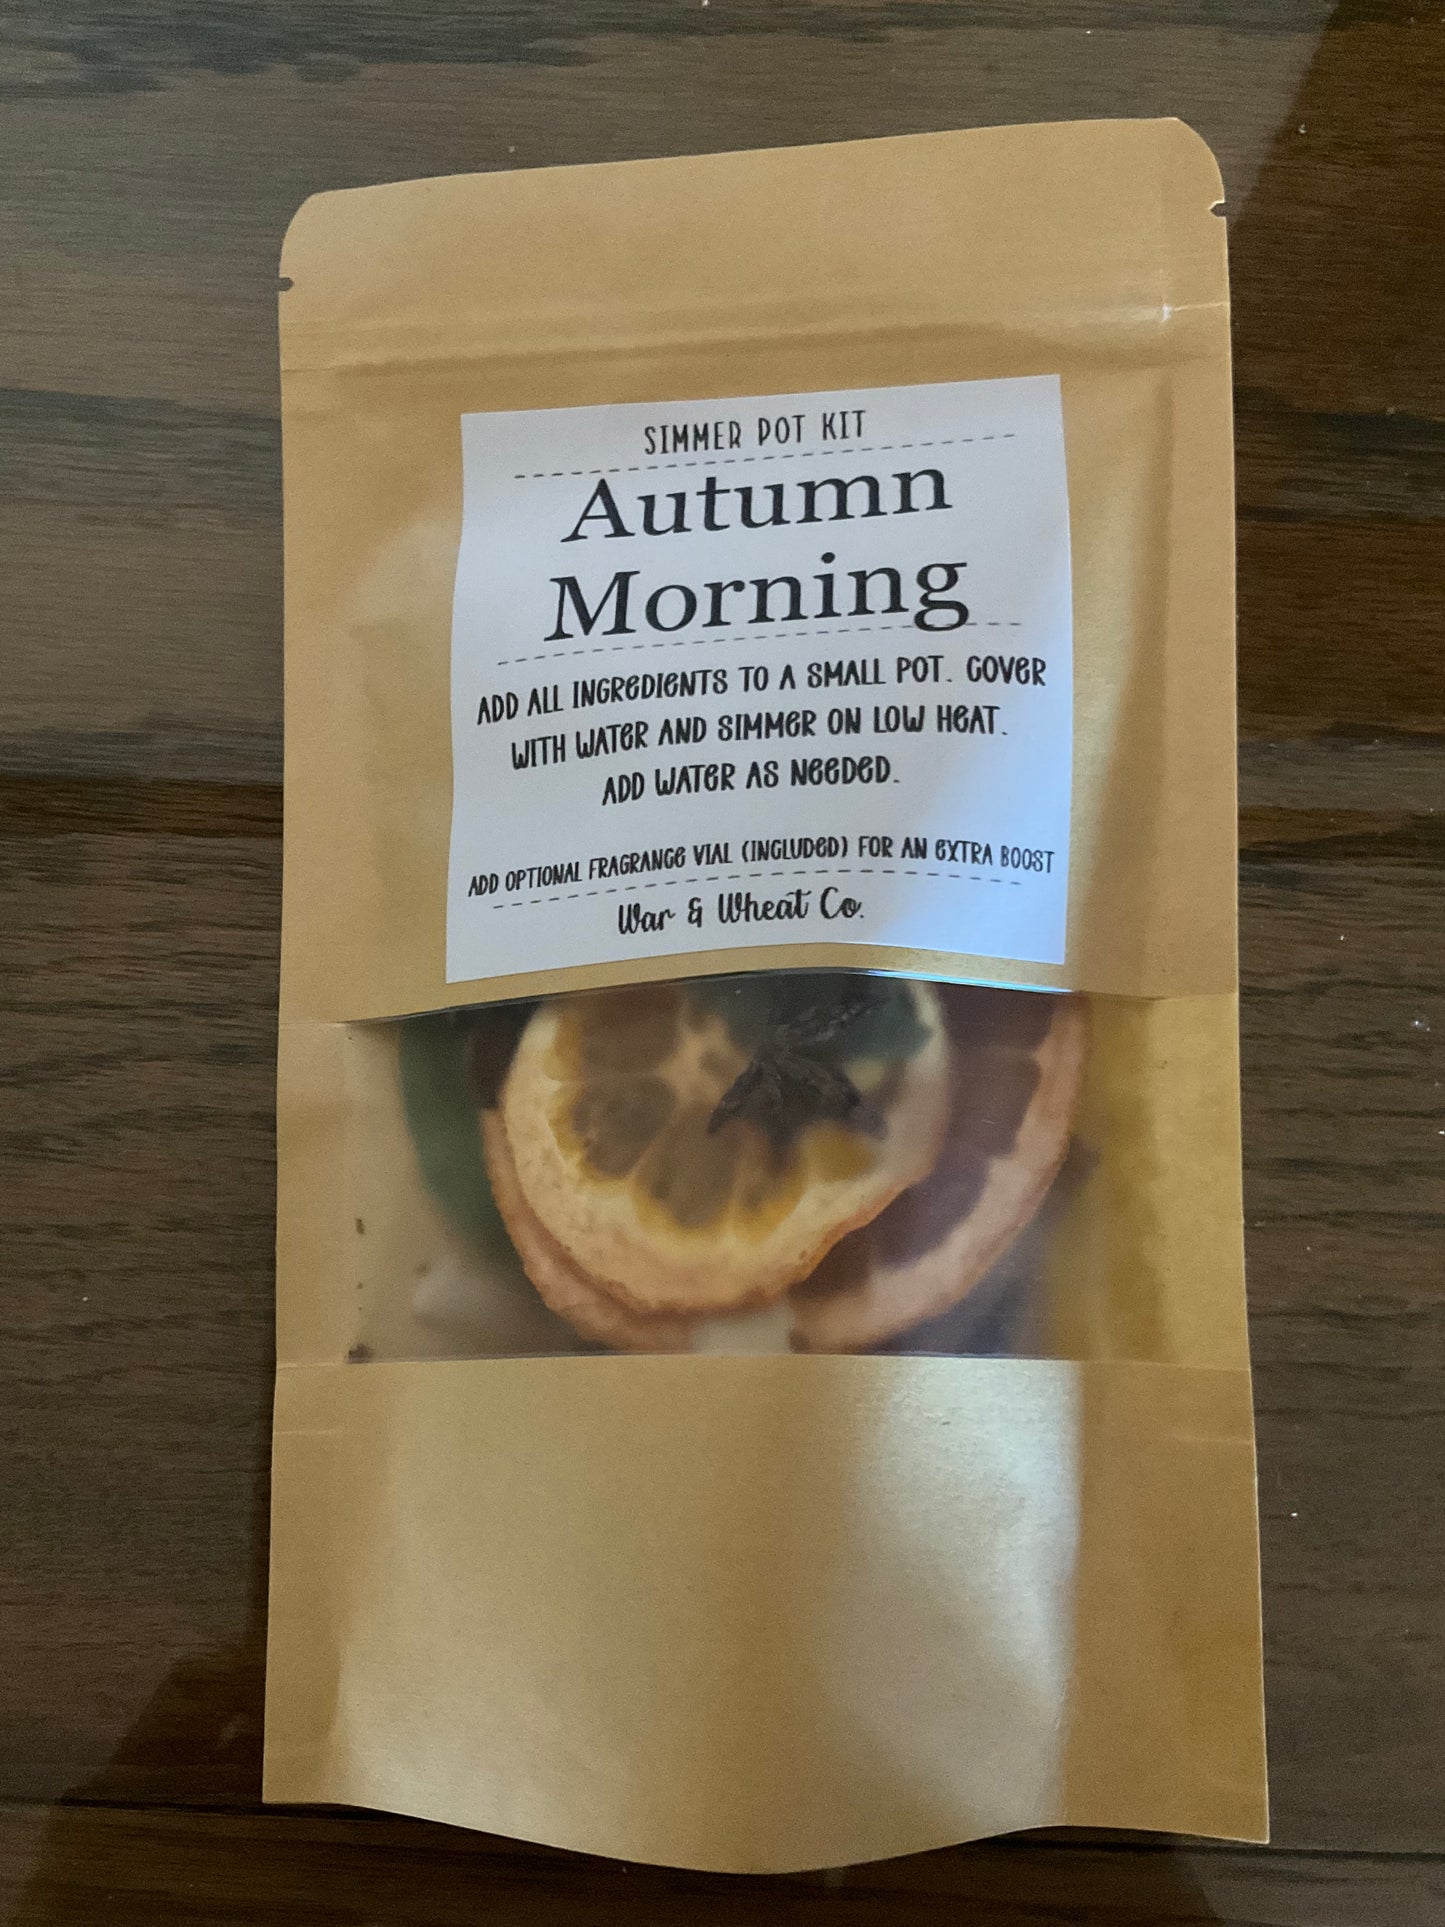 SIMMER POT KIT
Autumn
Morning
ADD ALL INGREDIENTS TO A SMALL POT. COVER
WITH WATER AND SIMMER ON LOW HEAT.
ADD WATER AS NEEDED.
ADD OPTIONAL FRAGRANCE VIAL (INCLUDED) FOR AN EXTRA BOOST
War & Wheat Co.